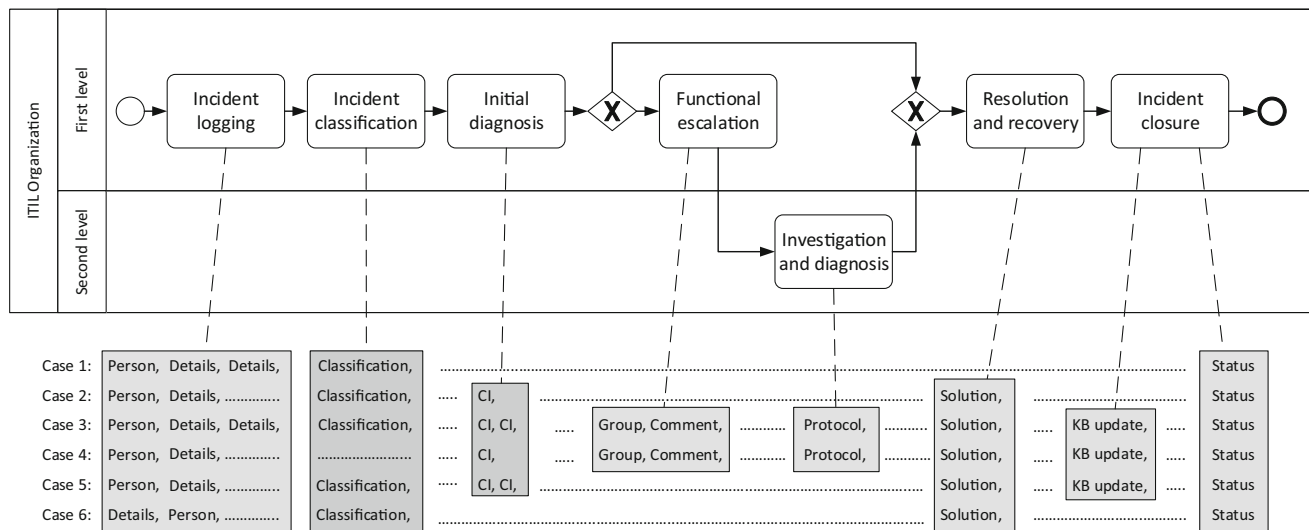 ITIL Organization
First level
Second level
Incident
logging
Incident
classification
Initial
diagnosis
X
Functional
escalation
X
Resolution
and recovery
Incident
closure
Investigation
and diagnosis
Case 1: Person, Details, Details, Classification, ........ Status
Case 2: Person, Details, ........ Classification, ..... CI, ........ Solution, ........ Status
Case 3: Person, Details, Details, Classification, ..... CI, CI, ..... Group, Comment, ........ Protocol, ........ Solution, ..... KB update, ..... Status
Case 4: Person, Details, ........ ........ ..... CI, ..... Group, Comment, ........ Protocol, ........ Solution, ..... KB update, ..... Status
Case 5: Person, Details, ........ Classification, ..... CI, CI, ........ Solution, ..... KB update, ..... Status
Case 6: Details, Person, ........ Classification, ........ Solution, ........ Status